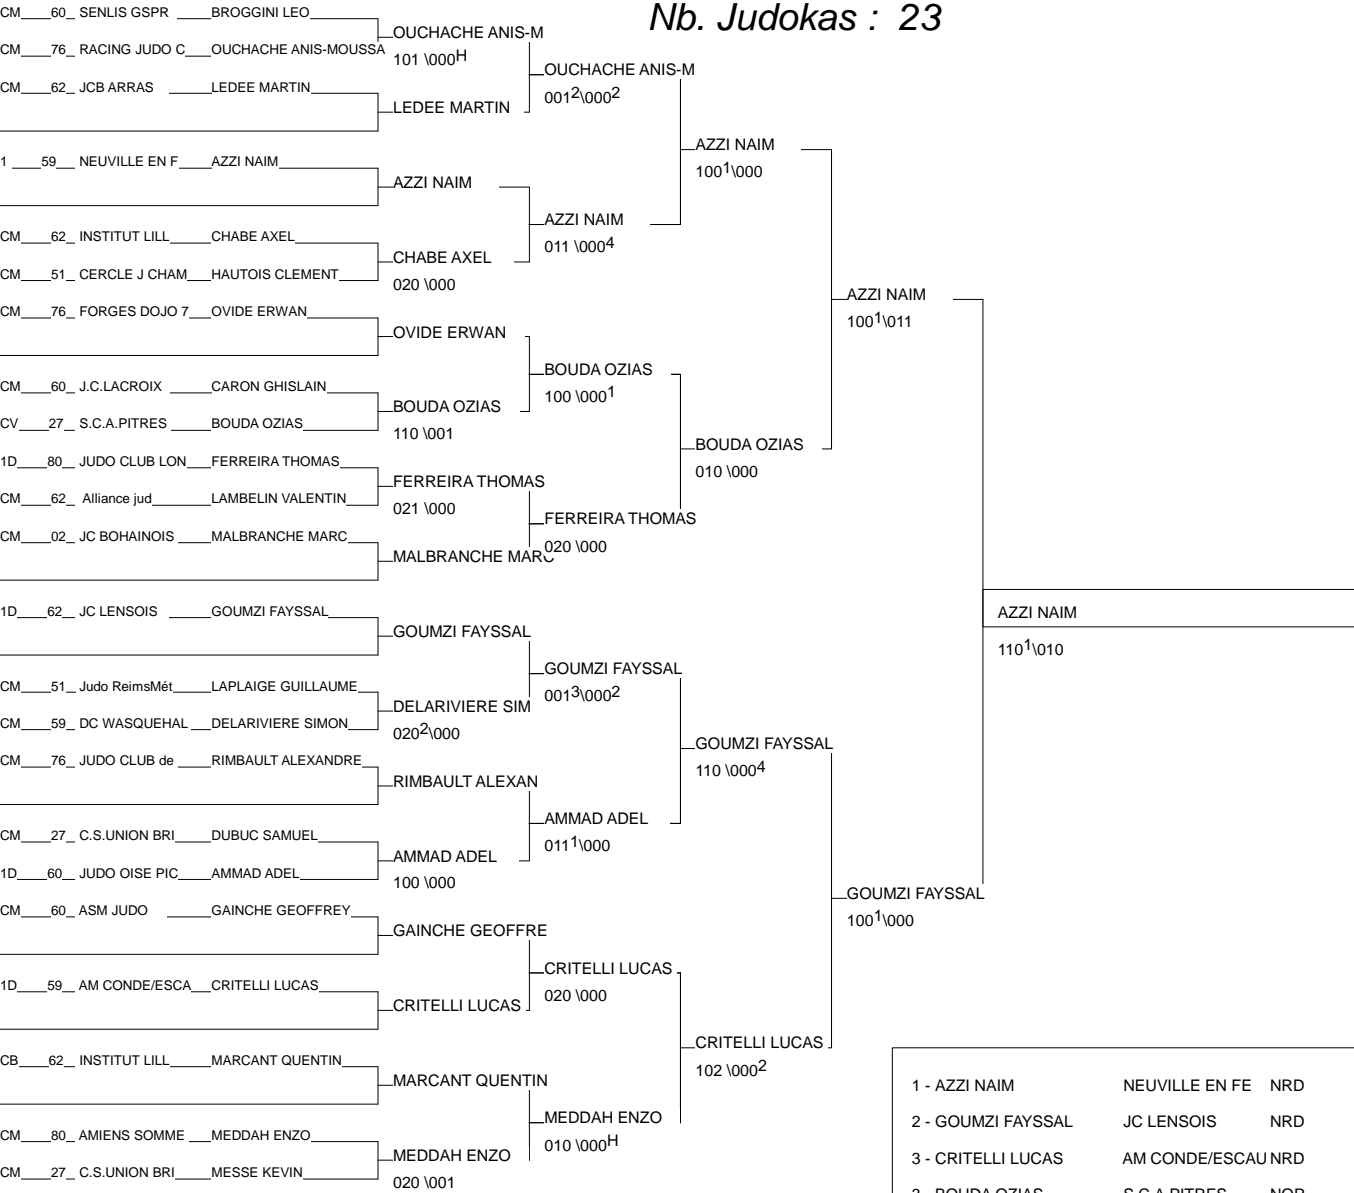 Nb. Judokas : 23
CM 60 SENLIS GSPR BROGGINI LEO
CM 76 RACING JUDO C OUCHACHE ANIS-MOUSSA
CM 62 JCB ARRAS LEDEE MARTIN
1 59 NEUVILLE EN F AZZI NAIM
CM 62 INSTITUT LILL CHABE AXEL
CM 51 CERCLE J CHAM HAUTOIS CLEMENT
CM 76 FORGES DOJO 7 OVIDE ERWAN
CM 60 J.C.LACROIX CARON GHISLAIN
CV 27 S.C.A.PITRES BOUDA OZIAS
1D 80 JUDO CLUB LON FERREIRA THOMAS
CM 62 Alliance jud LAMBELIN VALENTIN
CM 02 JC BOHAINOIS MALBRANCHE MARC
1D 62 JC LENSOIS GOUMZI FAYSSAL
CM 51 Judo ReimsMét LAPLAIGE GUILLAUME
CM 59 DC WASQUEHAL DELARIVIERE SIMON
CM 76 JUDO CLUB de RIMBAULT ALEXANDRE
CM 27 C.S.UNION BRI DUBUC SAMUEL
1D 60 JUDO OISE PIC AMMAD ADEL
CM 60 ASM JUDO GAINCHE GEOFFREY
1D 59 AM CONDE/ESCA CRITELLI LUCAS
CB 62 INSTITUT LILL MARCANT QUENTIN
CM 80 AMIENS SOMME MEDDAH ENZO
CM 27 C.S.UNION BRI MESSE KEVIN
OUCHACHE ANIS-M
101 \000H
LEDEE MARTIN
AZZI NAIM
CHABE AXEL
020 \000
OVIDE ERWAN
BOUDA OZIAS
110 \001
FERREIRA THOMAS
021 \000
MALBRANCHE MARC
GOUMZI FAYSSAL
DELARIVIERE SIM
0202\000
RIMBAULT ALEXAN
AMMAD ADEL
100 \000
GAINCHE GEOFFRE
CRITELLI LUCAS
MARCANT QUENTIN
MEDDAH ENZO
020 \001
OUCHACHE ANIS-M
0012\0002
AZZI NAIM
011 \0004
BOUDA OZIAS
100 \0001
FERREIRA THOMAS
020 \000
GOUMZI FAYSSAL
0013\0002
AMMAD ADEL
0111\000
CRITELLI LUCAS
020 \000
MEDDAH ENZO
010 \000H
AZZI NAIM
1001\000
BOUDA OZIAS
010 \000
GOUMZI FAYSSAL
110 \0004
CRITELLI LUCAS
102 \0002
AZZI NAIM
1001\011
GOUMZI FAYSSAL
1001\000
AZZI NAIM
1101\010
1 - AZZI NAIM NEUVILLE EN FE NRD
2 - GOUMZI FAYSSAL JC LENSOIS NRD
3 - CRITELLI LUCAS AM CONDE/ESCAU NRD
3 - BOUDA OZIAS S.C.A.PITRES NOR